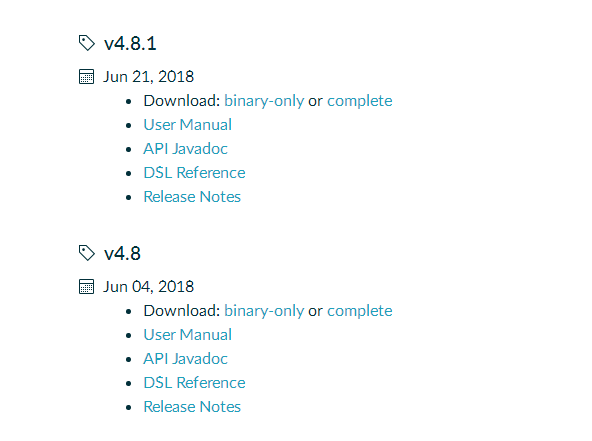 v4.8.1
Jun 21, 2018
Download: binary-only or complete
User Manual
API Javadoc
DSL Reference
Release Notes
v4.8
Jun 04, 2018
Download: binary-only or complete
User Manual
API Javadoc
DSL Reference
Release Notes